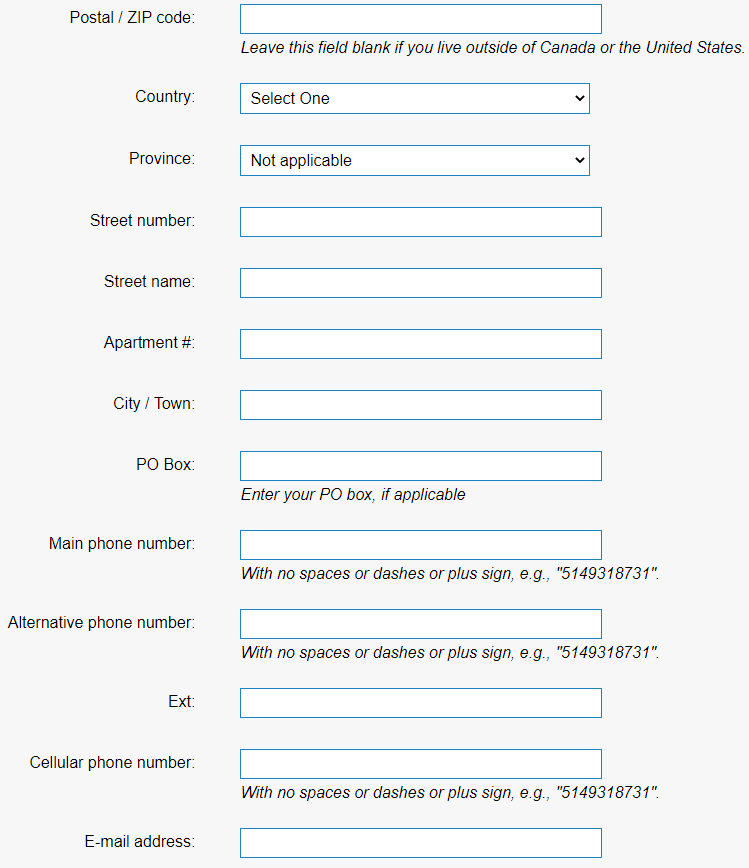 Postal / ZIP code:
Leave this field blank if you live outside of Canada or the United States.
Country: Select One
Province: Not applicable
Street number:
Street name:
Apartment #:
City / Town:
PO Box:
Enter your PO box, if applicable
Main phone number:
With no spaces or dashes or plus sign, e.g., "5149318731".
Alternative phone number:
With no spaces or dashes or plus sign, e.g., "5149318731".
Ext:
Cellular phone number:
With no spaces or dashes or plus sign, e.g., "5149318731".
E-mail address: